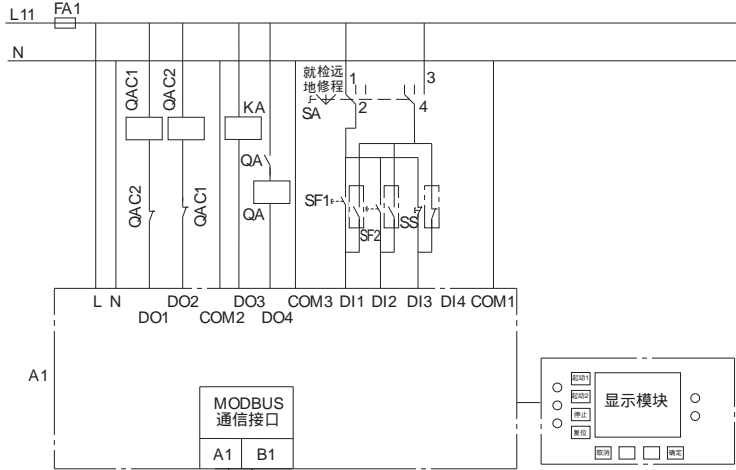 FA1
L11
N
QAC1
QAC2
KA
就检远
地修程
1
3
SA
2
4
QA
QAC2
QAC1
QA
SF1
SF2
SS
L N DO2 DO3 COM3 DI1 DI2 DI3 DI4 COM1
DO1 COM2 DO4
A1
MODBUS
通信接口
A1 B1
起动1
起动2
停止
复位
显示模块
取消
确定